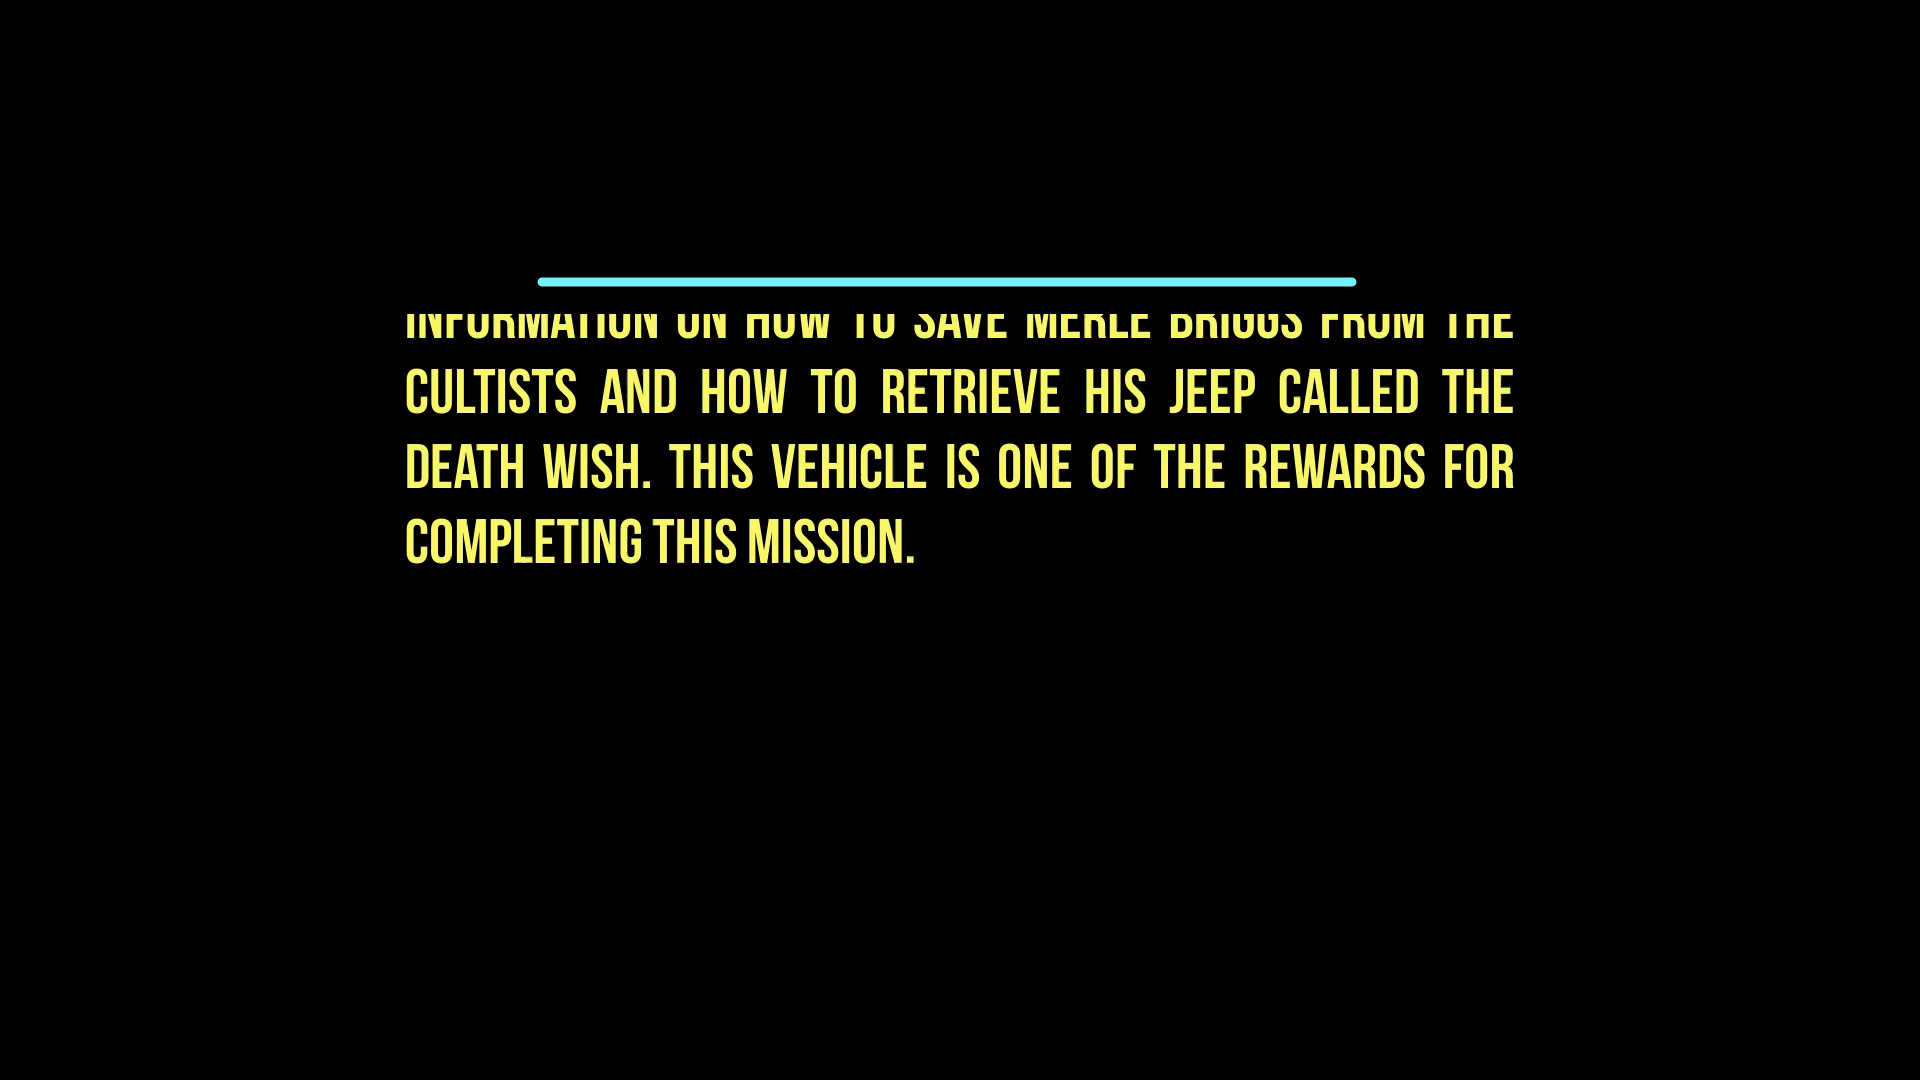 INFORMATION ON HOW TO SAVE MERLE BRIGGS FROM THE
CULTISTS AND HOW TO RETRIEVE HIS JEEP CALLED THE
DEATH WISH. THIS VEHICLE IS ONE OF THE REWARDS FOR
COMPLETING THIS MISSION.